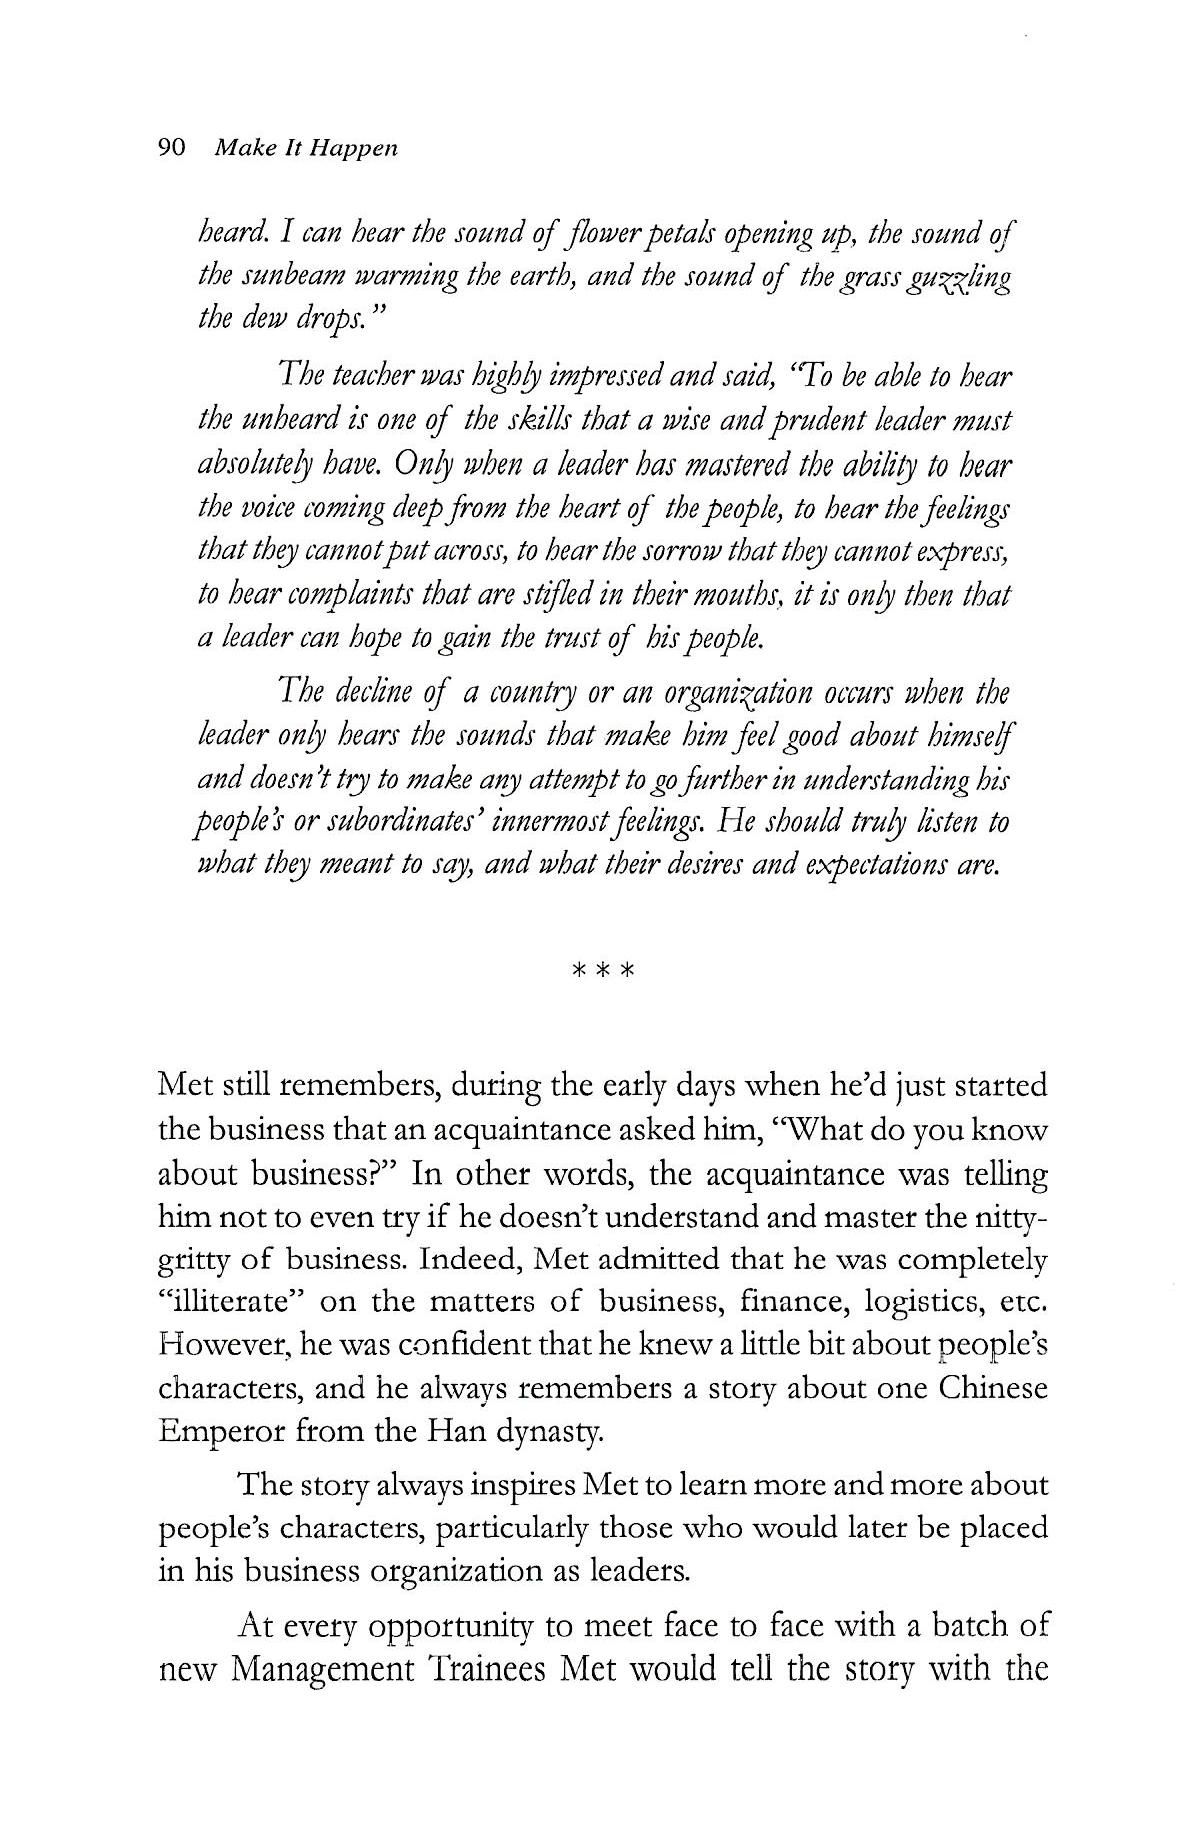 90 Make It Happen
heard. I can hear the sound of flower petals opening up, the sound of
the sunbeam warming the earth, and the sound of the grass guzzling
the dew drops.”
The teacher was highly impressed and said, “To be able to hear
the unheard is one of the skills that a wise and prudent leader must
absolutely have. Only when a leader has mastered the ability to hear
the voice coming deep from the heart of the people, to hear the feelings
that they cannot put across, to hear the sorrow that they cannot express,
to hear complaints that are stifled in their mouths, it is only then that
a leader can hope to gain the trust of his people.
The decline of a country or an organization occurs when the
leader only hears the sounds that make him feel good about himself
and doesn’t try to make any attempt to go further in understanding his
people’s or subordinates’ innermost feelings. He should truly listen to
what they meant to say, and what their desires and expectations are.
* * *
Met still remembers, during the early days when he’d just started
the business that an acquaintance asked him, “What do you know
about business?” In other words, the acquaintance was telling
him not to even try if he doesn’t understand and master the nitty-
gritty of business. Indeed, Met admitted that he was completely
“illiterate” on the matters of business, finance, logistics, etc.
However, he was confident that he knew a little bit about people’s
characters, and he always remembers a story about one Chinese
Emperor from the Han dynasty.
The story always inspires Met to learn more and more about
people’s characters, particularly those who would later be placed
in his business organization as leaders.
At every opportunity to meet face to face with a batch of
new Management Trainees Met would tell the story with the